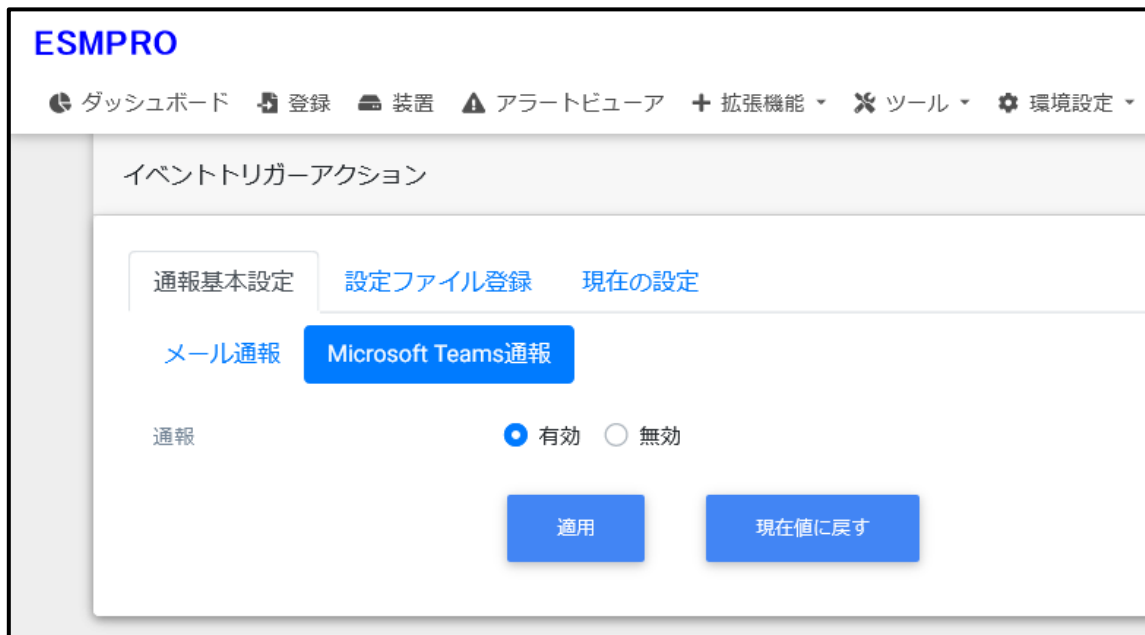 ESMPRO
ダッシュボード 登録 装置 アラートビューア 拡張機能 ツール 環境設定
イベントトリガーアクション
通報基本設定 設定ファイル登録 現在の設定
メール通報 Microsoft Teams通報
通報 有効 無効
適用 現在値に戻す